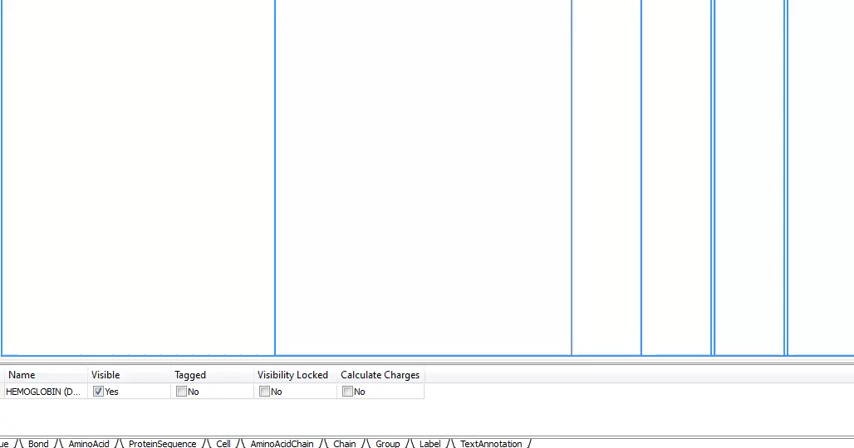 Name Visible Tagged Visibility Locked Calculate Charges
HEMOGLOBIN (D... Yes No No No
ue Bond AminoAcid ProteinSequence Cell AminoAcidChain Chain Group Label TextAnnotation